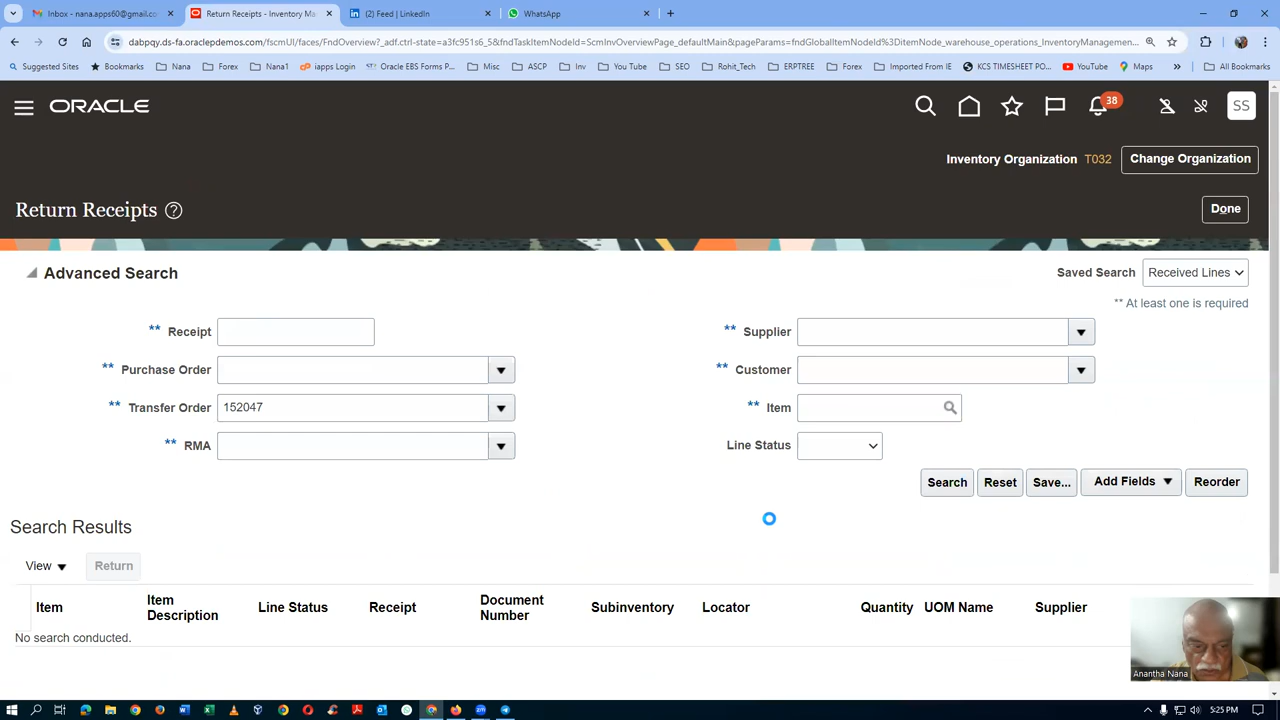 Inbox - nana.apps60@gmail.co
Return Receipts - Inventory Ma
(2) Feed | LinkedIn
WhatsApp
dabpqy.ds-fa.oraclepdemos.com/fscmUI/faces/FndOverview?_adf.ctrl-state=a3fc951s6_5&fndTaskItemNodeId=ScmInvOverviewPage_defaultMain&pageParams=fndGlobalItemNodeId%3DitemNode_warehouse_operations_InventoryManagemen...
Suggested Sites Bookmarks Nana Forex Nana1 iapps Login Oracle EBS Forms P... Misc ASCP Inv You Tube SEO Rohit_Tech ERPTREE Forex Imported From IE KCS TIMESHEET PO... YouTube Maps » All Bookmarks
ORACLE
38
SS
Inventory Organization T032 Change Organization
Return Receipts ?
Done
Advanced Search
Saved Search Received Lines
** At least one is required
** Receipt
** Supplier
** Purchase Order
** Customer
** Transfer Order 152047
** Item
** RMA
Line Status
Search Reset Save... Add Fields Reorder
Search Results
View Return
Item Item Description Line Status Receipt Document Number Subinventory Locator Quantity UOM Name Supplier
No search conducted.
Anantha Nana
5:25 PM